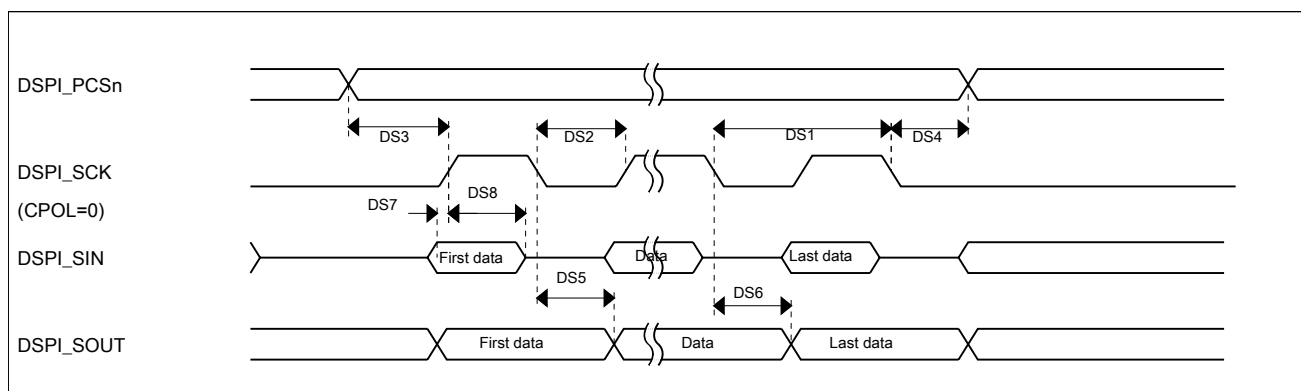 DSPI_PCSn
DS3
DS2
DS1
DS4
DSPI_SCK
(CPOL=0)
DS7
DS8
DSPI_SIN
First data
Data
Last data
DS5
DS6
DSPI_SOUT
First data
Data
Last data